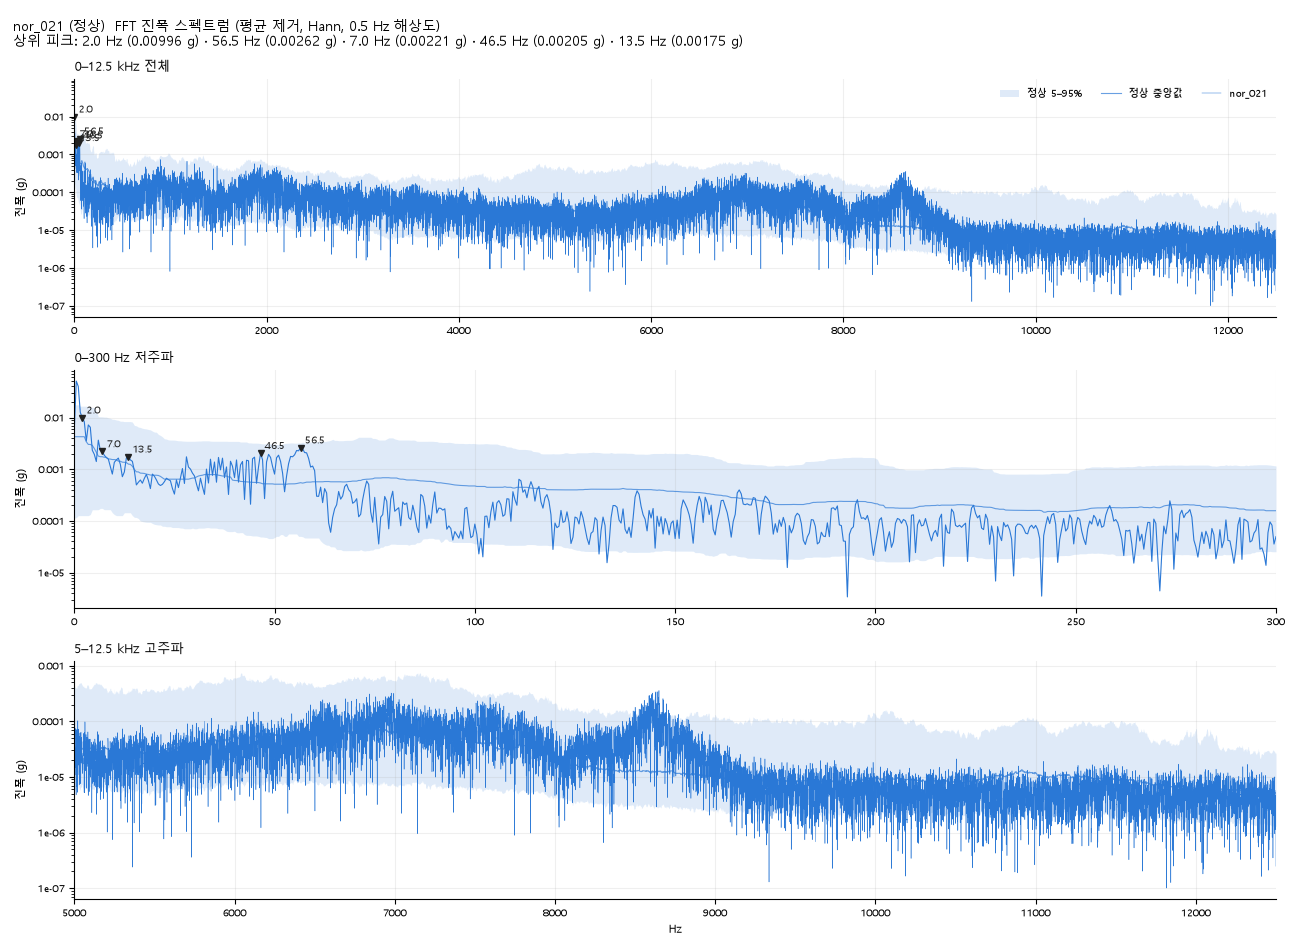 nor_021 (정상)  FFT 진폭 스펙트럼 (평균 제거, Hann, 0.5 Hz 해상도)
상위 피크: 2.0 Hz (0.00996 g) · 56.5 Hz (0.00262 g) · 7.0 Hz (0.00221 g) · 46.5 Hz (0.00205 g) · 13.5 Hz (0.00175 g)
0–12.5 kHz 전체
정상 5–95%
정상 중앙값
nor_021
2.0
56.5
진폭 (g)
0.01
0.001
0.0001
1e-05
1e-06
1e-07
0 2000 4000 6000 8000 10000 12000
0–300 Hz 저주파
2.0
7.0
13.5
46.5
56.5
진폭 (g)
0.01
0.001
0.0001
1e-05
0 50 100 150 200 250 300
5–12.5 kHz 고주파
진폭 (g)
0.001
0.0001
1e-05
1e-06
1e-07
5000 6000 7000 8000 9000 10000 11000 12000
Hz